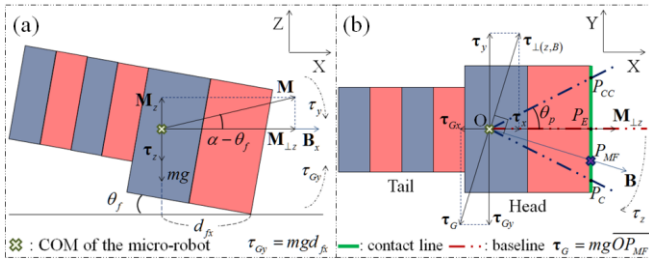 (a)
Z
X
M
M_z
τ_y
α − θ_f
M_⊥z
B_x
τ_z
mg
τ_Gy
θ_f
d_fx
: COM of the micro-robot
τ_Gy = mgd_fx
(b)
Y
X
τ_y
τ_⊥(z,B)
P_CC
O
τ_x
θ_p
P_E
M_⊥z
τ_Gx
P_MF
B
P_C
Tail
Head
τ_G
τ_Gy
τ_z
: contact line
: baseline
τ_G = mg\overline{OP_MF}